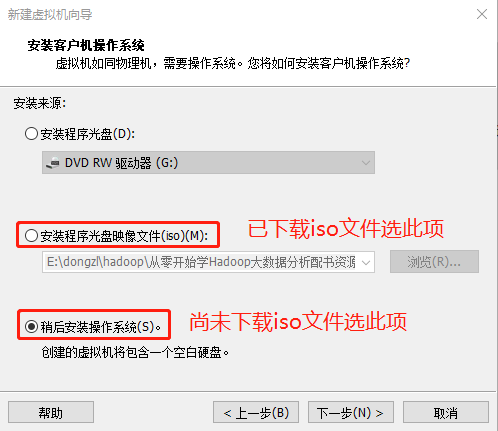 新建虚拟机向导
安装客户机操作系统
虚拟机如同物理机，需要操作系统。您将如何安装客户机操作系统?
安装来源:
安装程序光盘(D):
DVD RW 驱动器 (G:)
安装程序光盘映像文件(iso)(M):
已下载iso文件选此项
E:\dongzl\hadoop\从零开始学Hadoop大数据分析配书资源
浏览(R)...
稍后安装操作系统(S)。
尚未下载iso文件选此项
创建的虚拟机将包含一个空白硬盘。
帮助
< 上一步(B)
下一步(N) >
取消